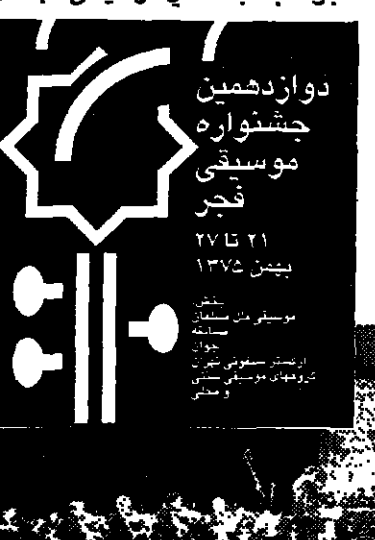 دوازدهمین
جشنواره
موسیقی
فجر
۲۱ تا ۲۷
بهمن ۱۳۷۵
بخش:
موسیقی ملل مسلمان
مسابقه
جوان
ارکستر سمفونی تهران
گروههای موسیقی سنتی
و محلی